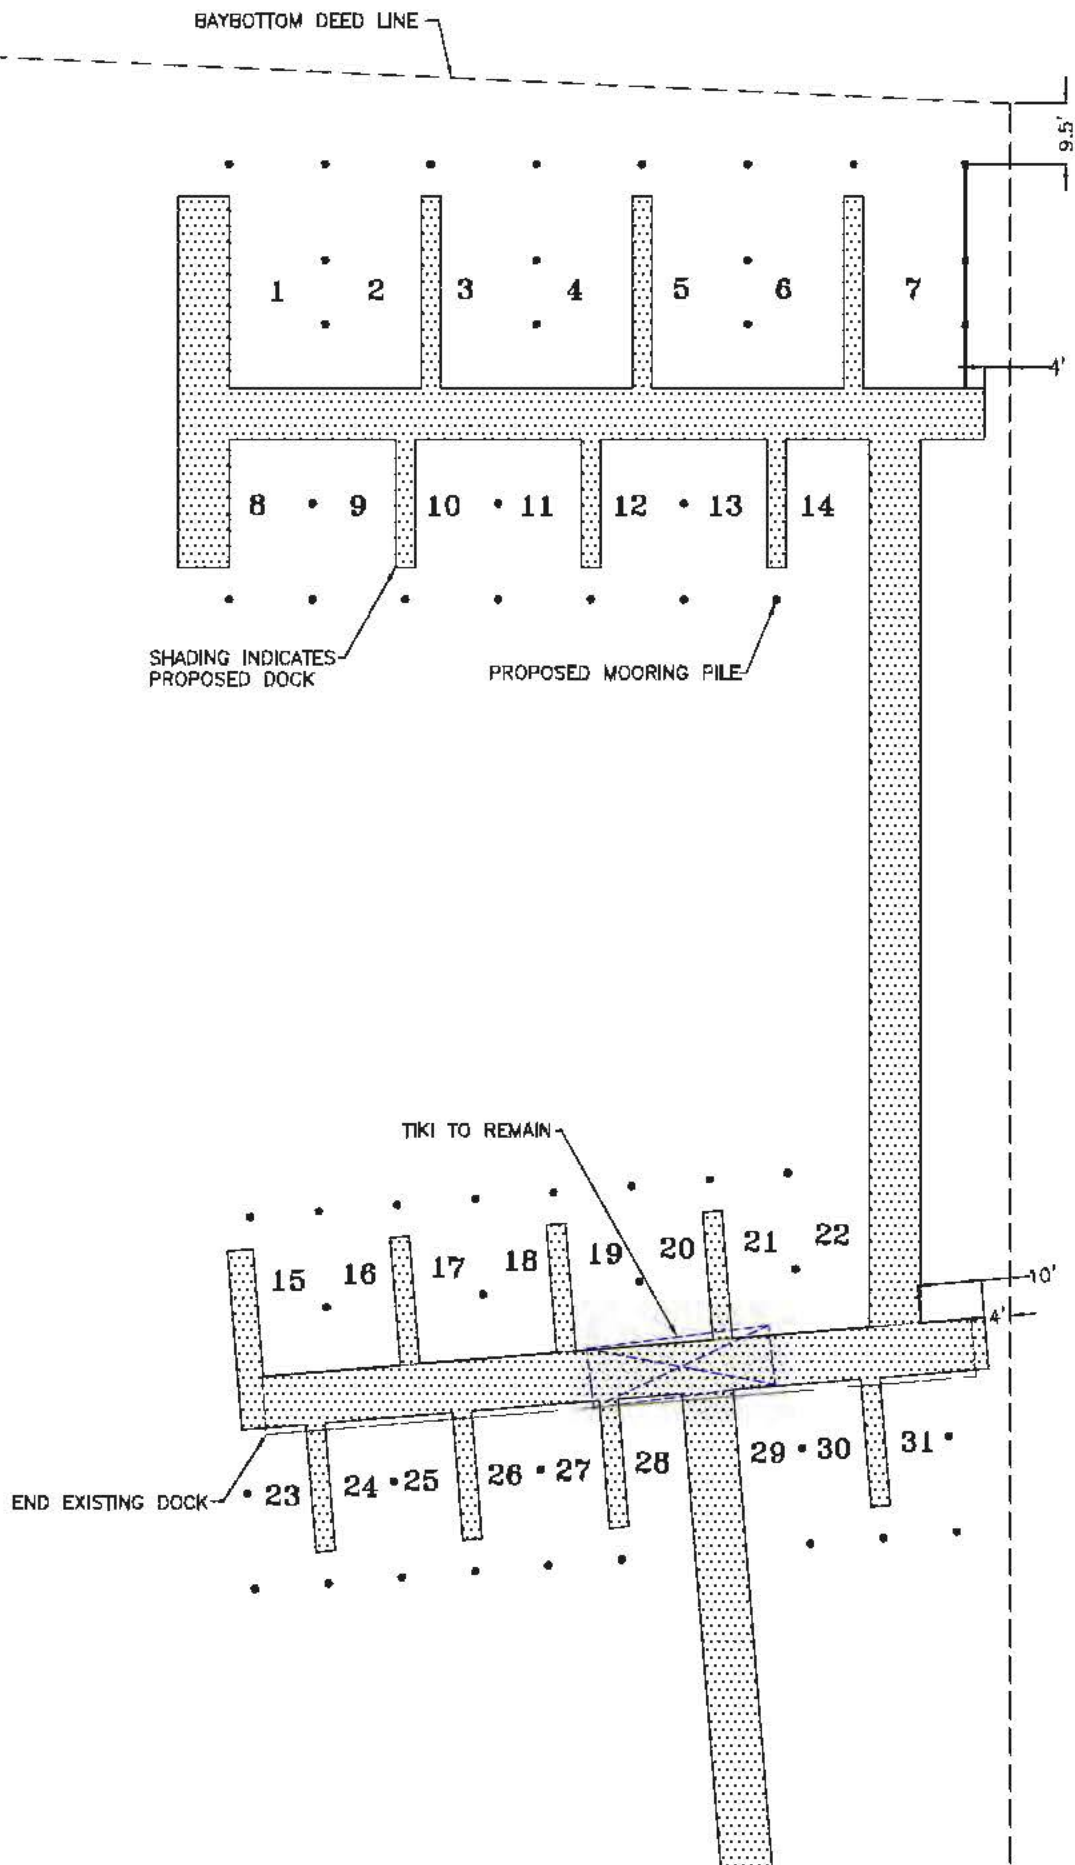 BAYBOTTOM DEED LINE
9.5'
1 2 3 4 5 6 7
4'
8 9 10 11 12 13 14
SHADING INDICATES
PROPOSED DOCK
PROPOSED MOORING PILE
TIKI TO REMAIN
15 16 17 18 19 20 21 22
10'
4'
23 24 25 26 27 28 29 30 31
END EXISTING DOCK